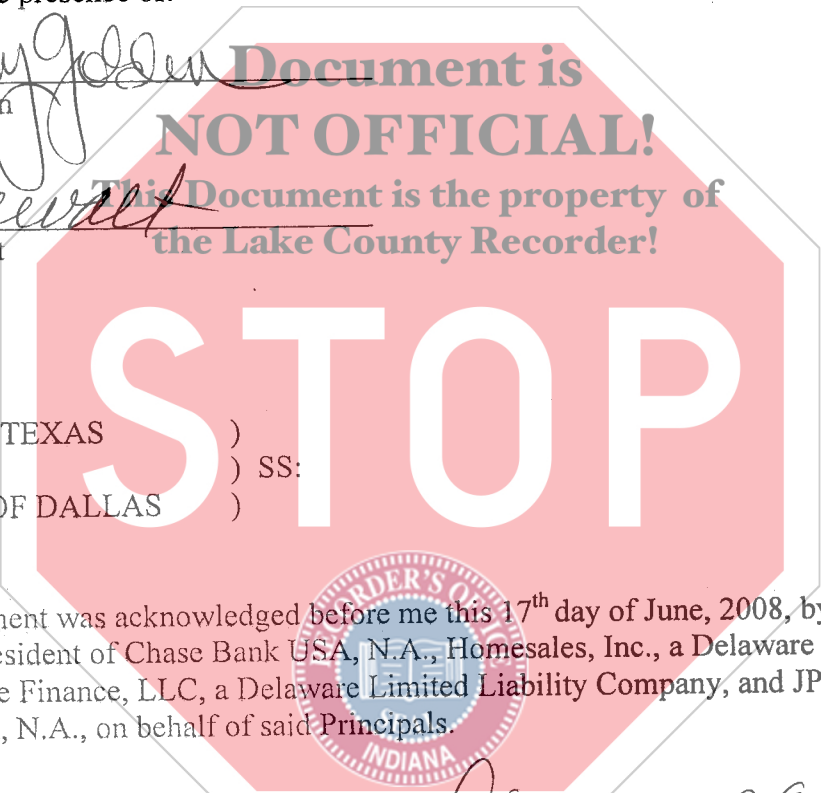 Document is
NOT OFFICIAL!
This Document is the property of
the Lake County Recorder!
STOP
TEXAS )
) SS:
OF DALLAS )
ment was acknowledged before me this 17th day of June, 2008, by
esident of Chase Bank USA, N.A., Homesales, Inc., a Delaware
e Finance, LLC, a Delaware Limited Liability Company, and JP
, N.A., on behalf of said Principals.
RECORDER'S OFFICE
INDIANA